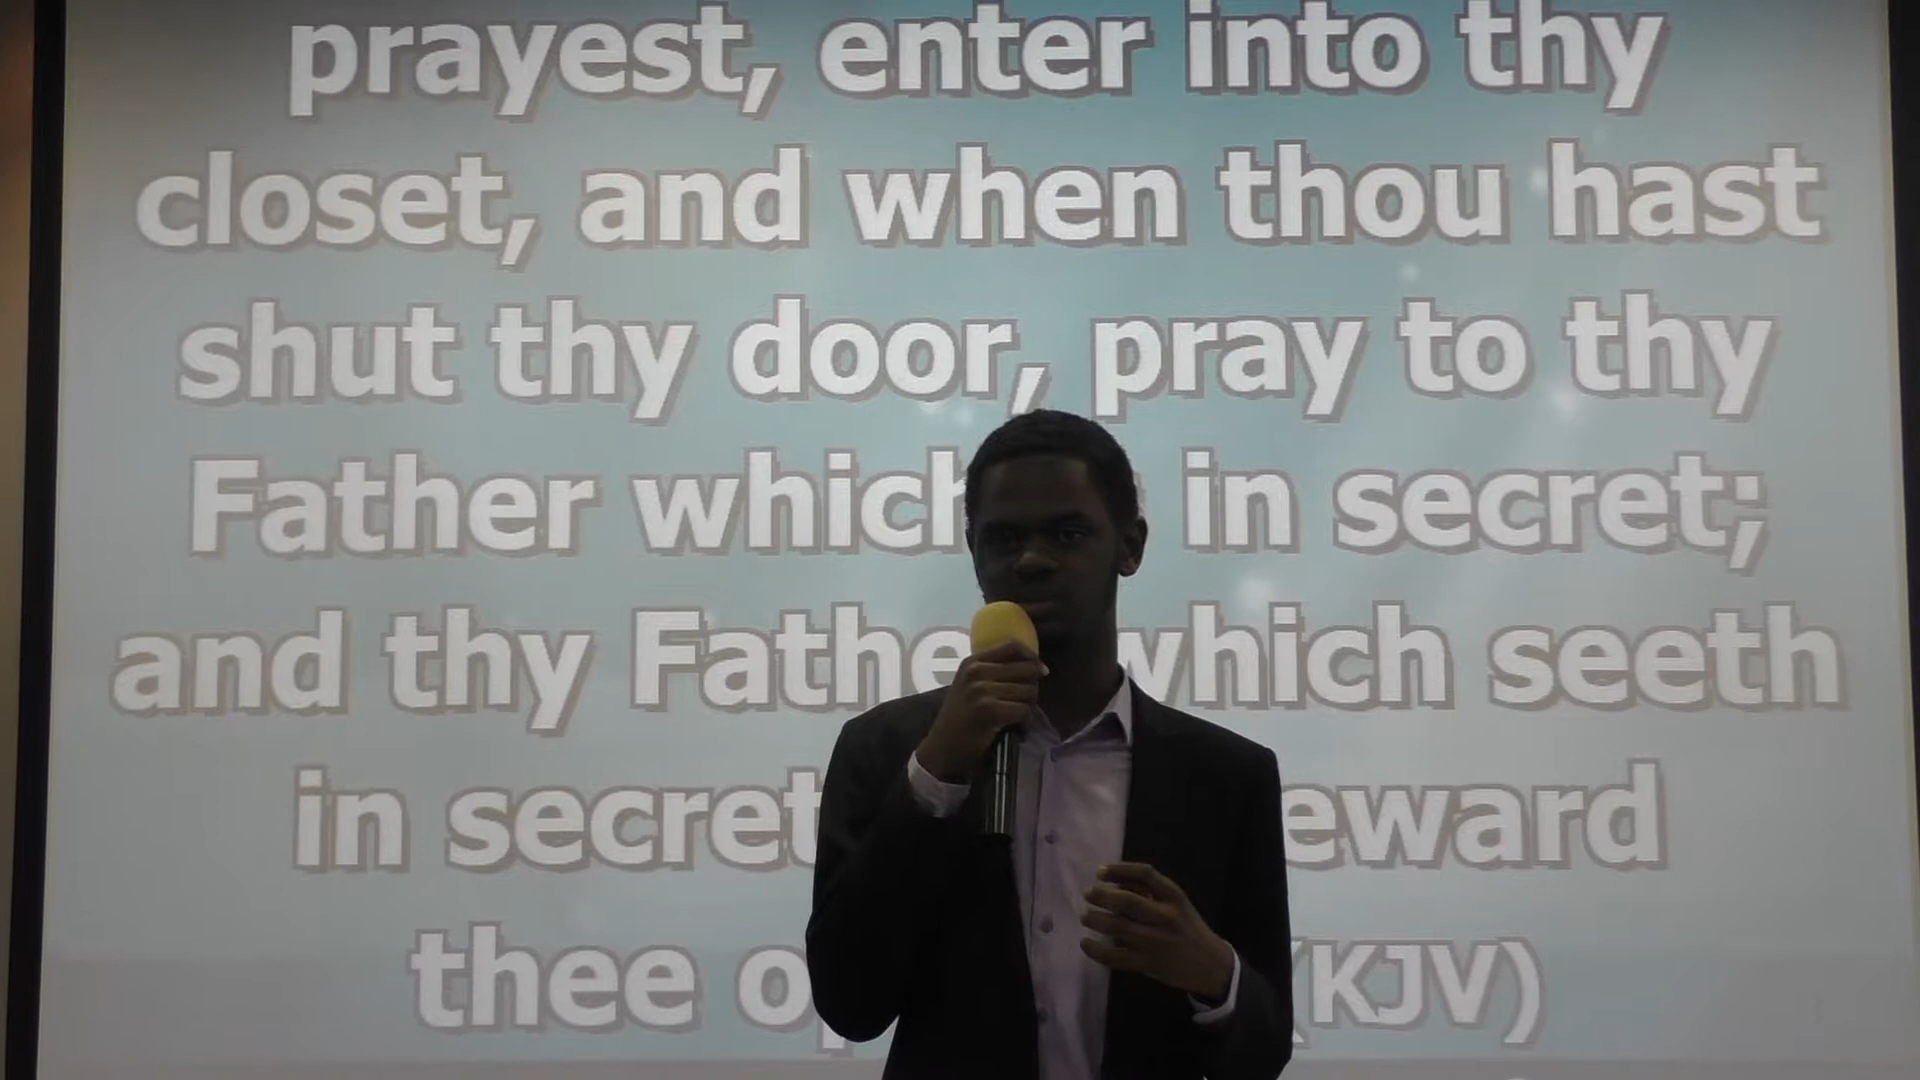 prayest, enter into thy
closet, and when thou hast
shut thy door, pray to thy
Father which in secret;
and thy Father which seeth
in secret
thee (KJV)